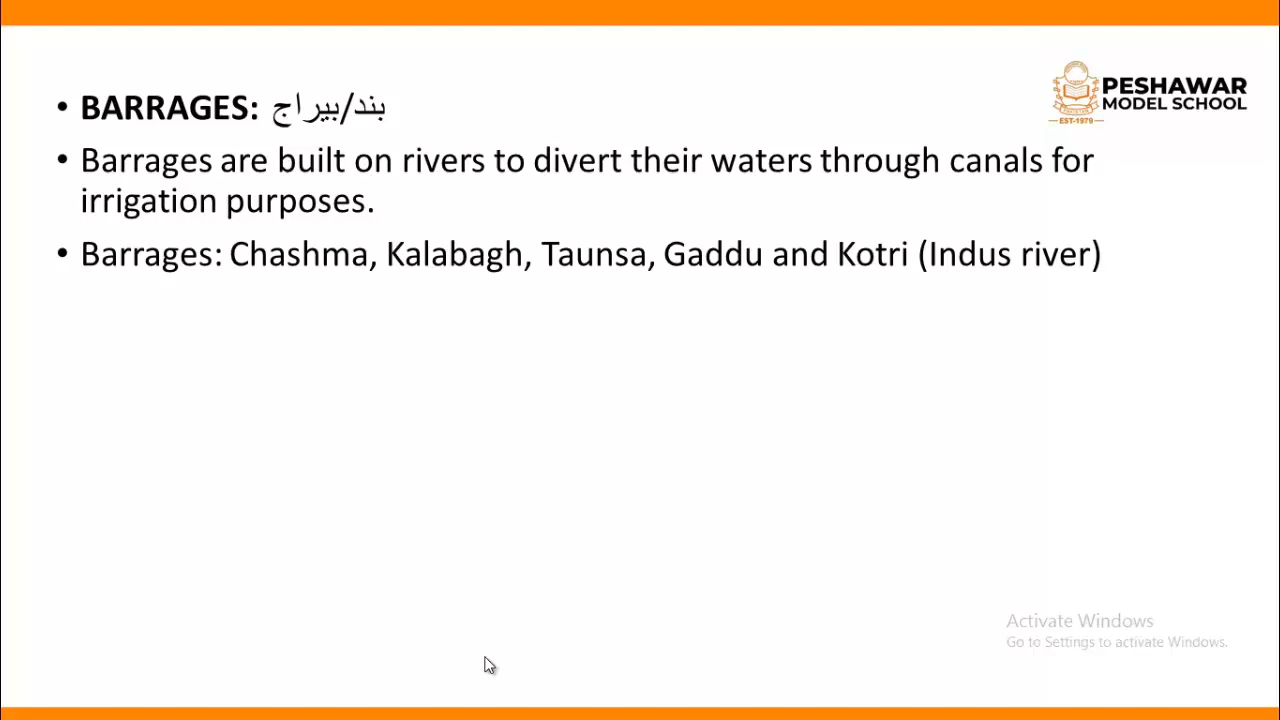 • BARRAGES: بند/بیراج
PESHAWAR
MODEL SCHOOL
EST-1979
• Barrages are built on rivers to divert their waters through canals for
irrigation purposes.
• Barrages: Chashma, Kalabagh, Taunsa, Gaddu and Kotri (Indus river)
Activate Windows
Go to Settings to activate Windows.